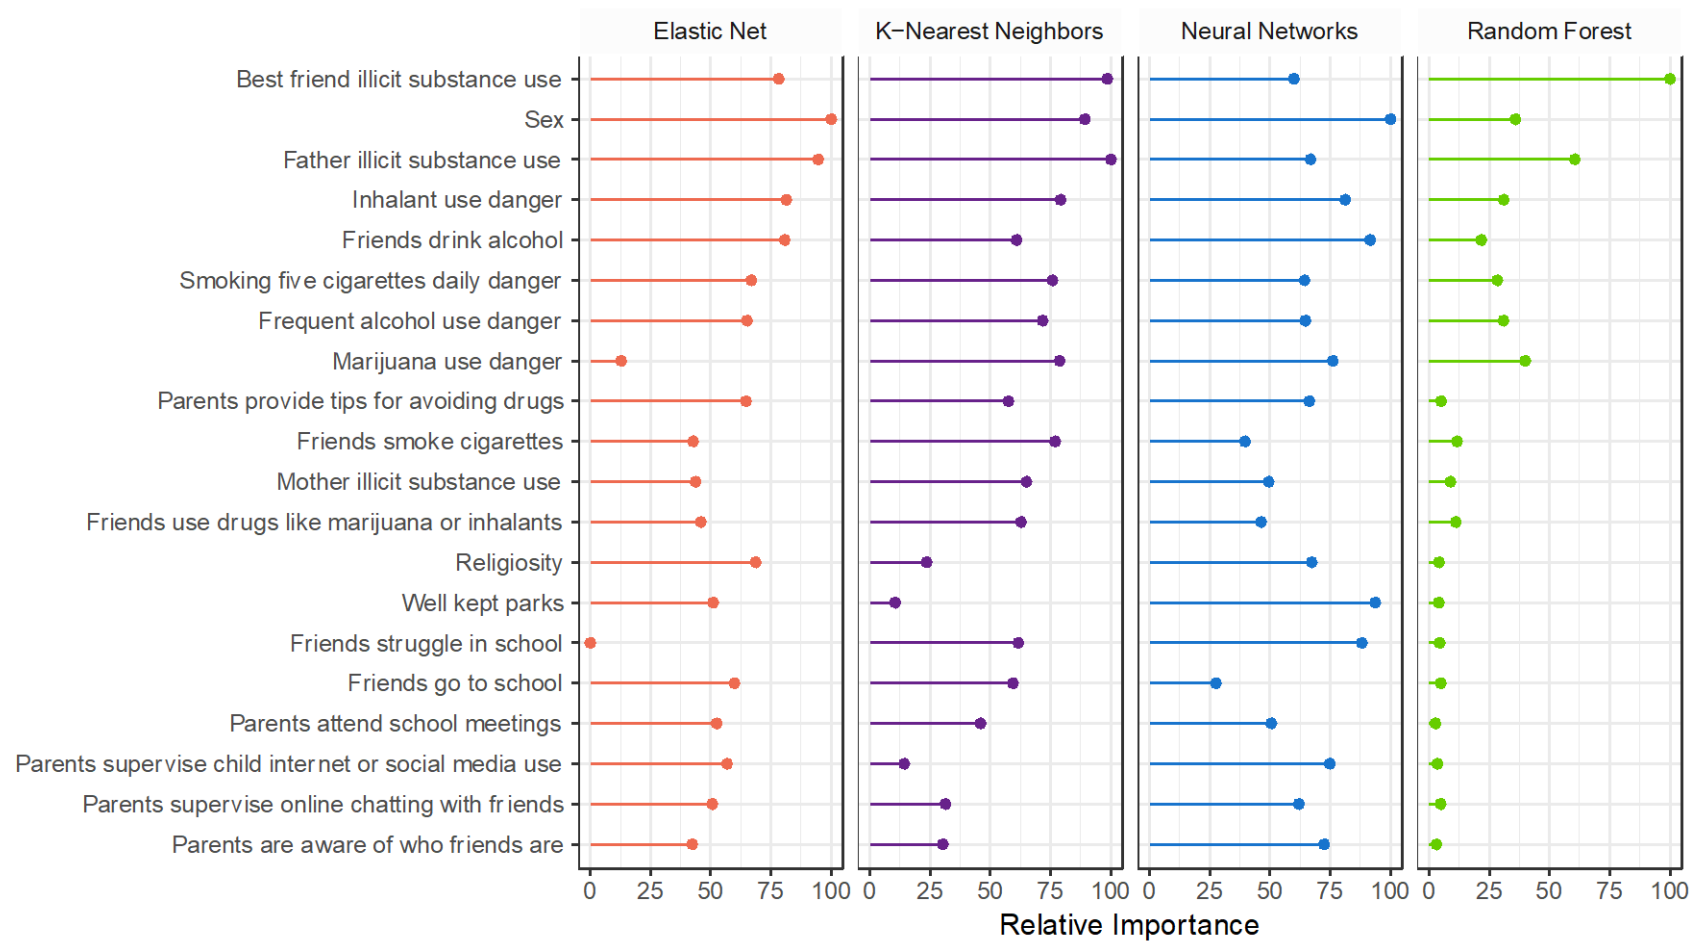 Elastic Net K−Nearest Neighbors Neural Networks Random Forest
Best friend illicit substance use
Sex
Father illicit substance use
Inhalant use danger
Friends drink alcohol
Smoking five cigarettes daily danger
Frequent alcohol use danger
Marijuana use danger
Parents provide tips for avoiding drugs
Friends smoke cigarettes
Mother illicit substance use
Friends use drugs like marijuana or inhalants
Religiosity
Well kept parks
Friends struggle in school
Friends go to school
Parents attend school meetings
Parents supervise child internet or social media use
Parents supervise online chatting with friends
Parents are aware of who friends are
0 25 50 75 100 0 25 50 75 100 0 25 50 75 100 0 25 50 75 100
Relative Importance